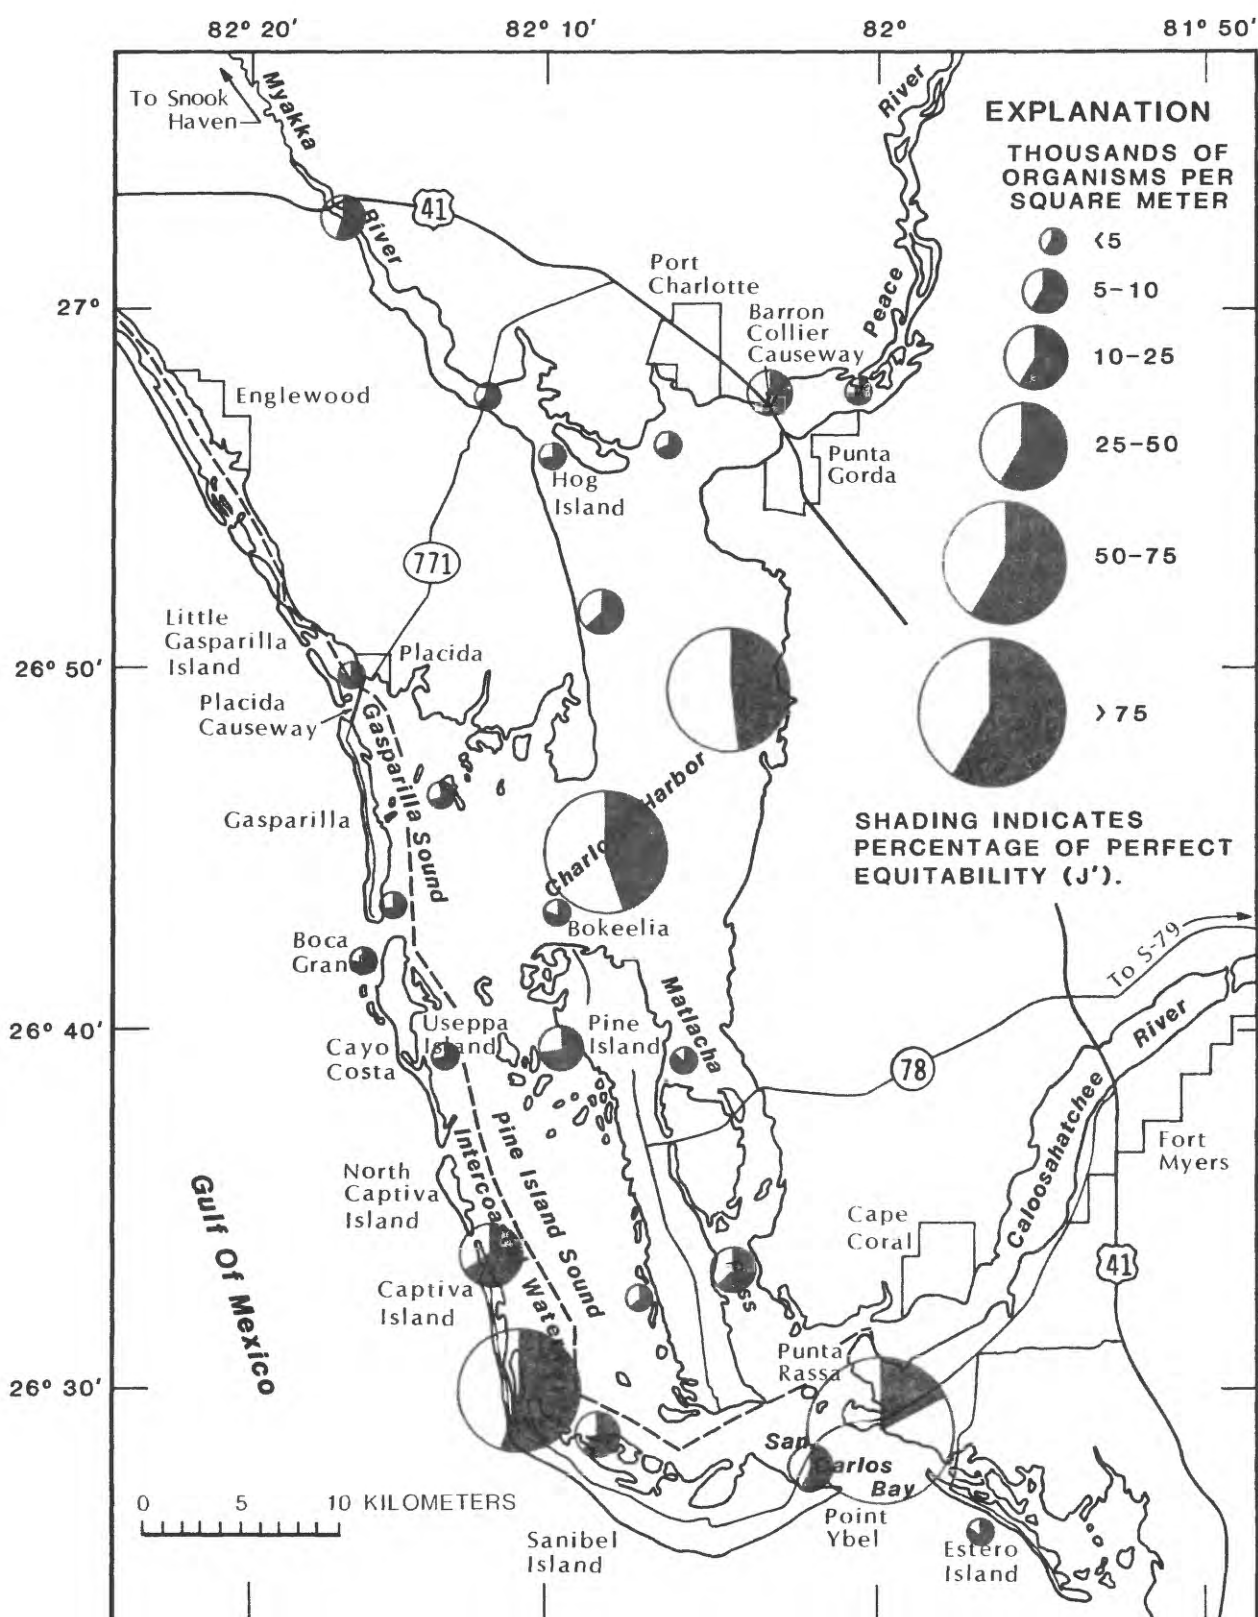 82° 20′
82° 10′
82°
81° 50′
To Snook
Haven
Myakka
River
41
River
Peace
EXPLANATION
THOUSANDS OF
ORGANISMS PER
SQUARE METER
<5
5-10
10-25
25-50
50-75
>75
SHADING INDICATES
PERCENTAGE OF PERFECT
EQUITABILITY (J').
27°
Port
Charlotte
Barron
Collier
Causeway
Englewood
Hog
Island
Punta
Gorda
771
Little
Gasparilla
Island
26° 50′
Placida
Placida
Causeway
Gasparilla Sound
Gasparilla
Charlo
Harbor
Boca
Gran
Bokeelia
To S-79
26° 40′
Useppa
Island
Pine
Island
Matlacha
Cayo
Costa
78
River
Caloosahatchee
Fort
Myers
North
Captiva
Island
Intercoa
Pine Island Sound
Gulf Of Mexico
Cape
Coral
41
Captiva
Island
Water
ss
Punta
Rassa
26° 30′
San
Carlos
Bay
0 5 10 KILOMETERS
Sanibel
Island
Point
Ybel
Estero
Island